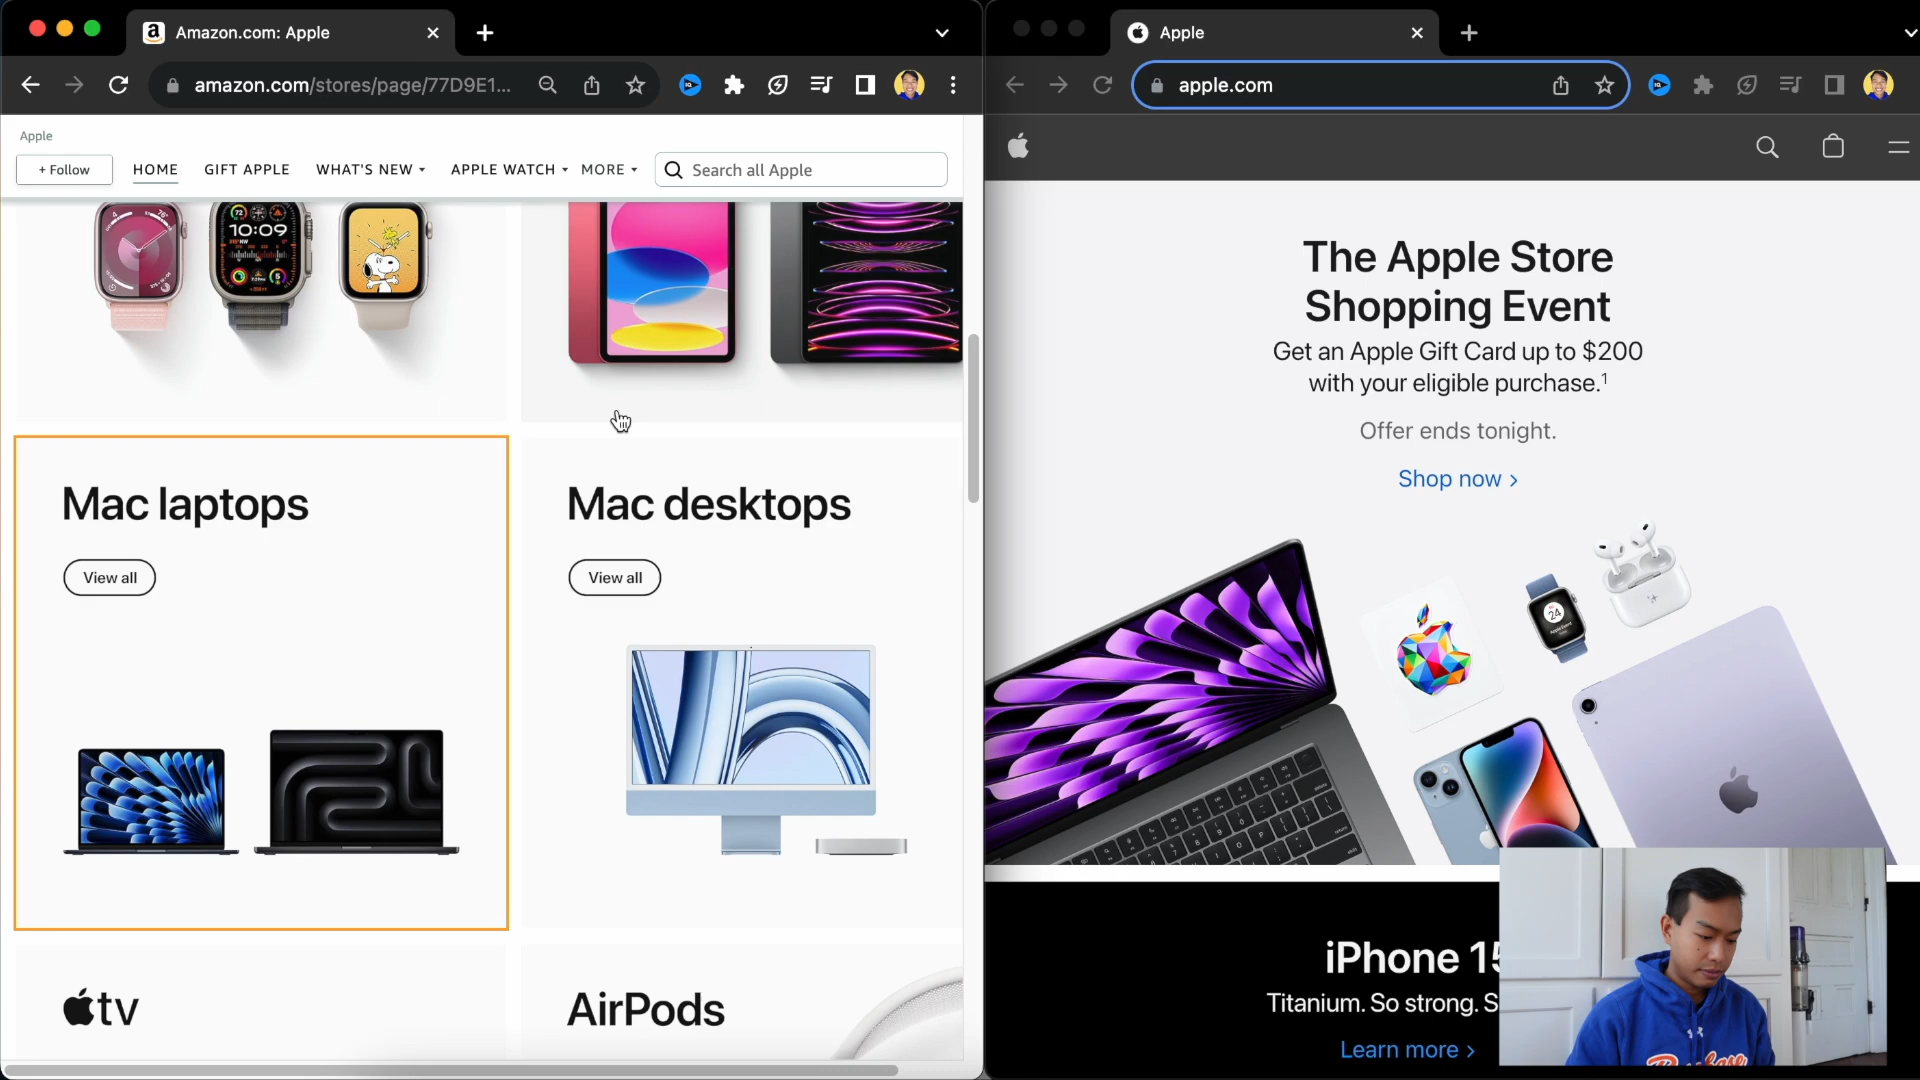 Amazon.com: Apple
amazon.com/stores/page/77D9E1...
Apple
+ Follow
HOME
GIFT APPLE
WHAT'S NEW
APPLE WATCH
MORE
Search all Apple
10:09
Mac laptops
View all
Mac desktops
View all
tv
AirPods
Apple
apple.com
The Apple Store
Shopping Event
Get an Apple Gift Card up to $200
with your eligible purchase.¹
Offer ends tonight.
Shop now >
24
iPhone 15
Titanium. So strong. S
Learn more >